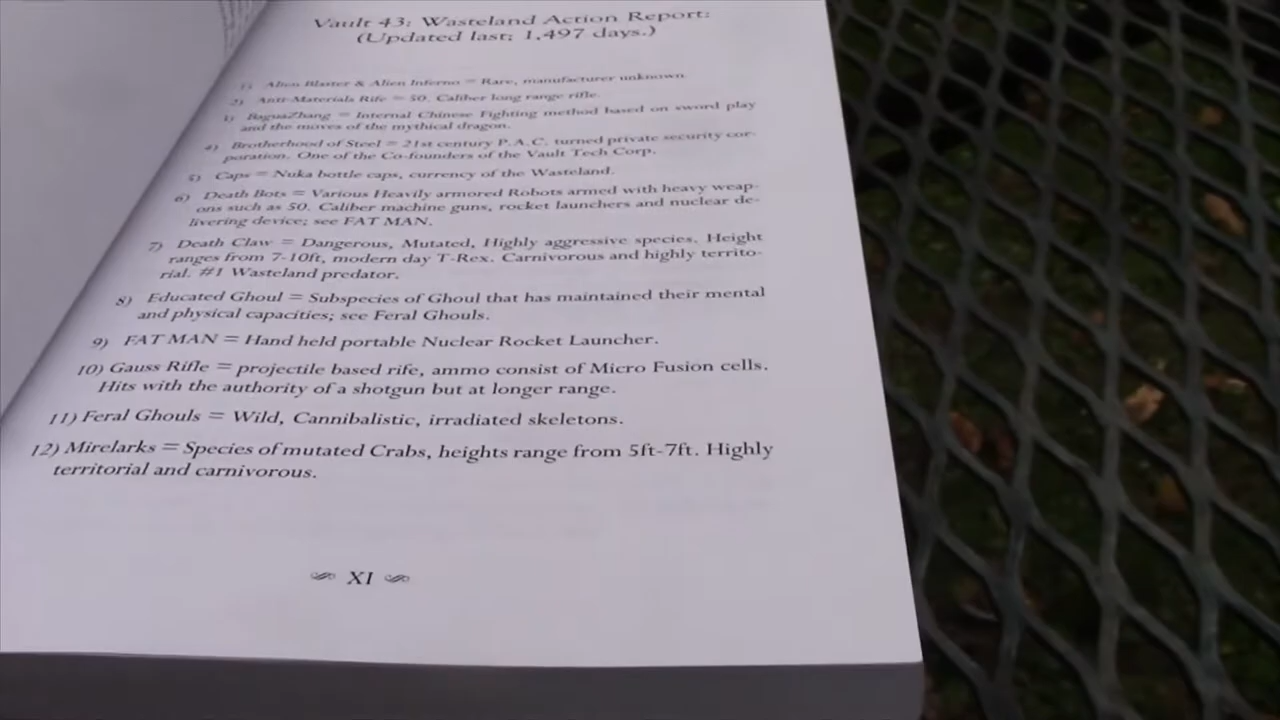 Vault 43: Wasteland Action Report:
(Updated last: 1,497 days.)
1) Alien Blaster & Alien Inferno = Rare, manufacturer unknown.
2) Anti-Materials Rife = 50. Caliber long range rifle.
3) BaguaZhang = Internal Chinese Fighting method based on sword play
and the moves of the mythical dragon.
4) Brotherhood of Steel = 21st century P.A.C. turned private security cor-
poration. One of the Co-founders of the Vault Tech Corp.
5) Caps = Nuka bottle caps, currency of the Wasteland.
6) Death Bots = Various Heavily armored Robots armed with heavy weap-
ons such as 50. Caliber machine guns, rocket launchers and nuclear de-
livering device; see FAT MAN.
7) Death Claw = Dangerous, Mutated, Highly aggressive species. Height
ranges from 7-10ft, modern day T-Rex. Carnivorous and highly territo-
rial. #1 Wasteland predator.
8) Educated Ghoul = Subspecies of Ghoul that has maintained their mental
and physical capacities; see Feral Ghouls.
9) FAT MAN = Hand held portable Nuclear Rocket Launcher.
10) Gauss Rifle = projectile based rife, ammo consist of Micro Fusion cells.
Hits with the authority of a shotgun but at longer range.
11) Feral Ghouls = Wild, Cannibalistic, irradiated skeletons.
12) Mirelarks = Species of mutated Crabs, heights range from 5ft-7ft. Highly
territorial and carnivorous.
XI